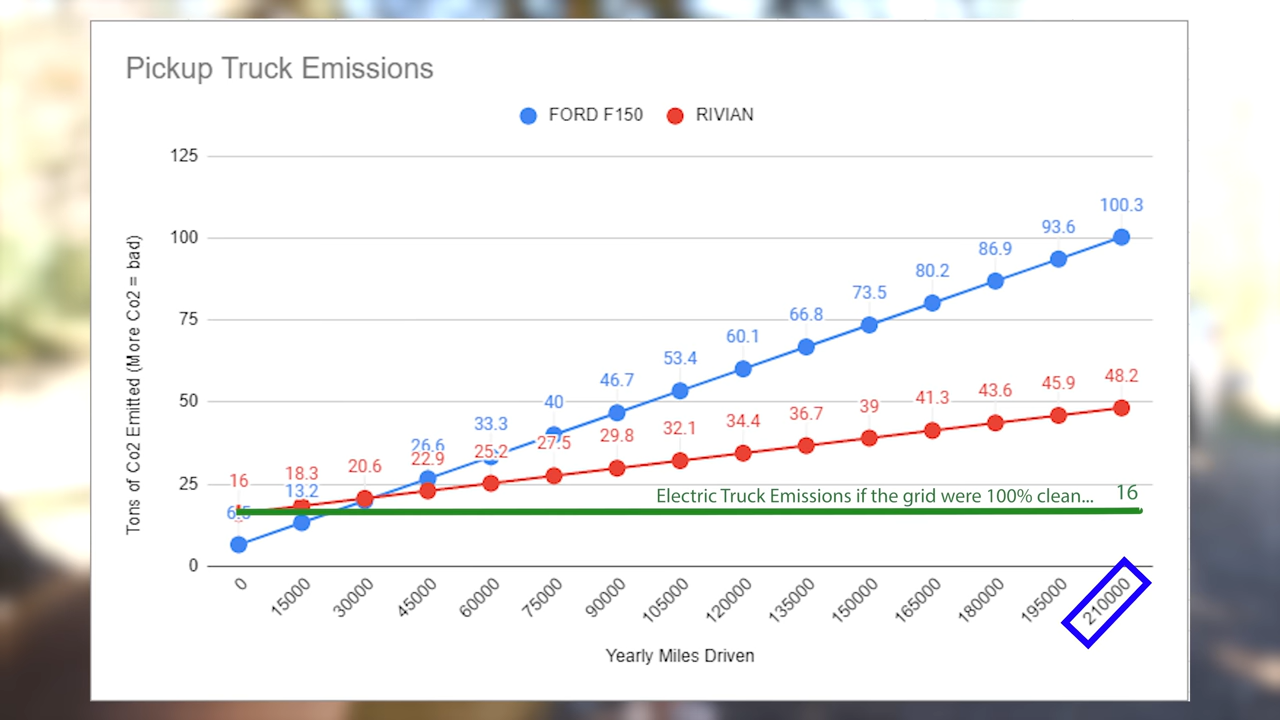 Pickup Truck Emissions
FORD F150 RIVIAN
Tons of Co2 Emitted (More Co2 = bad)
125
100
75
50
25
0
100.3
93.6
86.9
80.2
73.5
66.8
60.1
53.4
46.7
40
33.3
26.6
13.2
6.5
16 18.3 20.6 22.9 25.2 27.5 29.8 32.1 34.4 36.7 39 41.3 43.6 45.9 48.2
Electric Truck Emissions if the grid were 100% clean... 16
0 15000 30000 45000 60000 75000 90000 105000 120000 135000 150000 165000 180000 195000 210000
Yearly Miles Driven